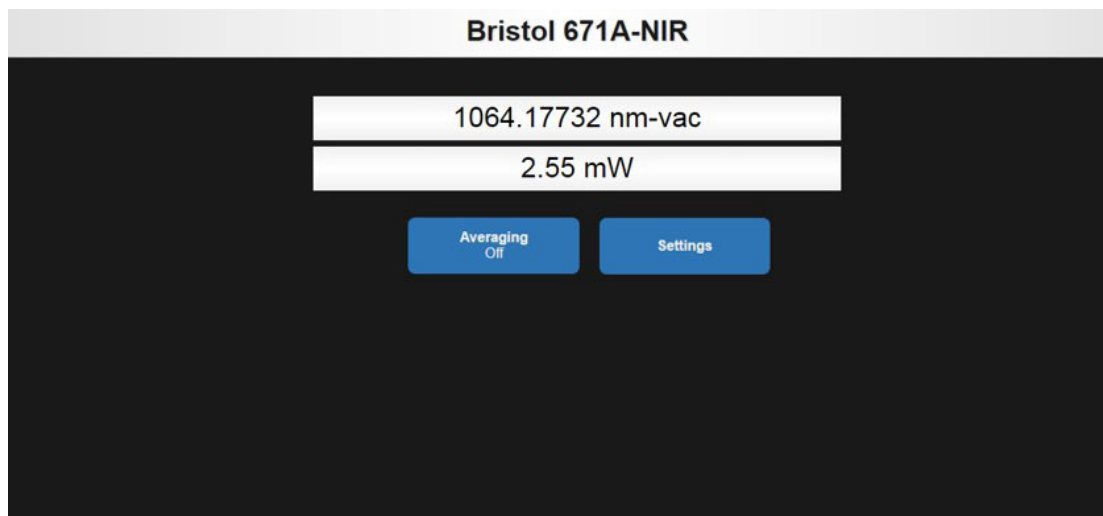 Bristol 671A-NIR
1064.17732 nm-vac
2.55 mW
Averaging
Off
Settings